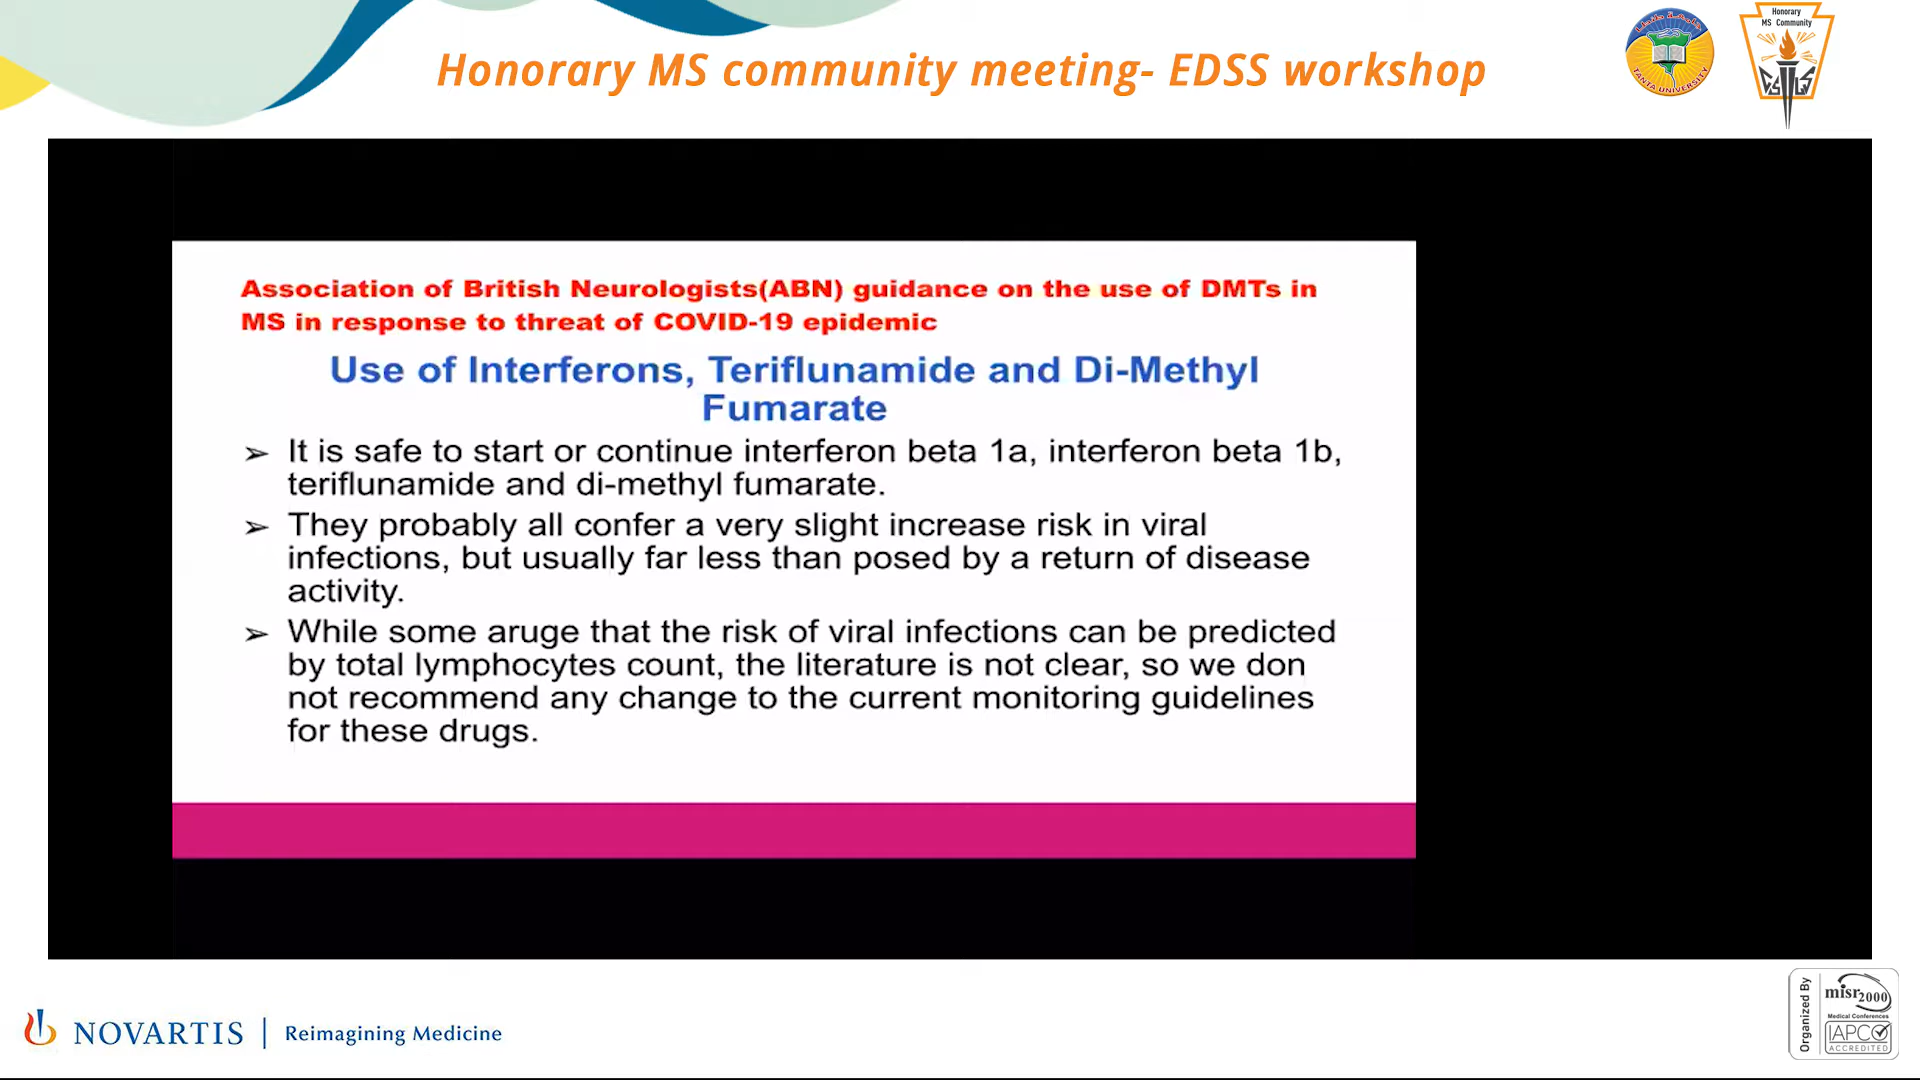 Honorary MS community meeting- EDSS workshop
TANTA UNIVERSITY
Honorary
MS Community
Association of British Neurologists(ABN) guidance on the use of DMTs in
MS in response to threat of COVID-19 epidemic
Use of Interferons, Teriflunamide and Di-Methyl
Fumarate
➢ It is safe to start or continue interferon beta 1a, interferon beta 1b,
teriflunamide and di-methyl fumarate.
➢ They probably all confer a very slight increase risk in viral
infections, but usually far less than posed by a return of disease
activity.
➢ While some aruge that the risk of viral infections can be predicted
by total lymphocytes count, the literature is not clear, so we don
not recommend any change to the current monitoring guidelines
for these drugs.
NOVARTIS | Reimagining Medicine
Organized By
misr2000
Medical Conferences
IAPCO
ACCREDITED